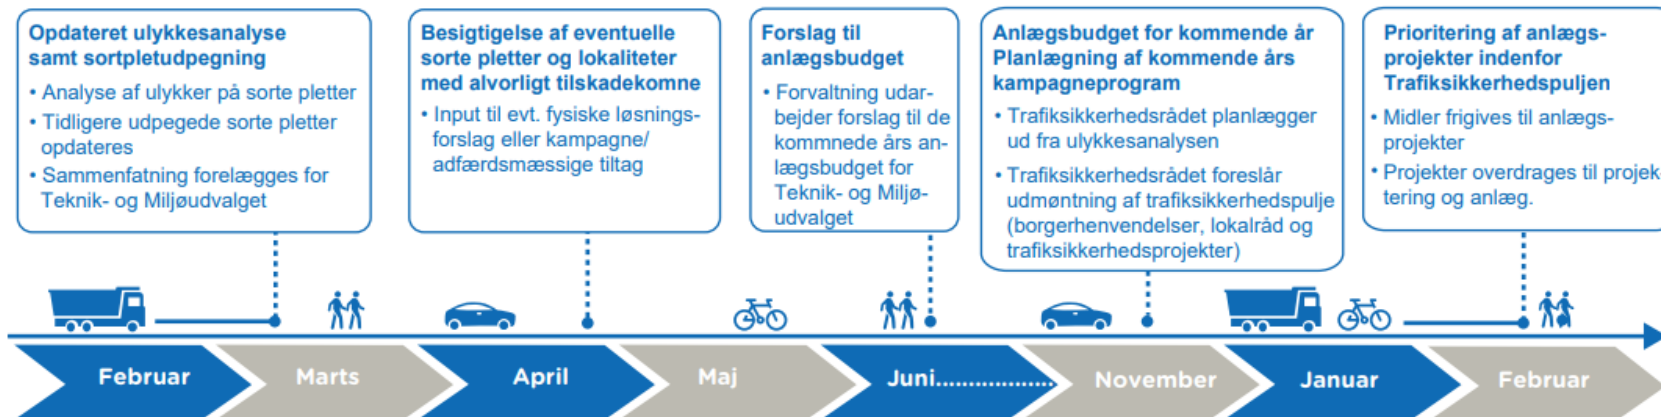 Opdateret ulykkesanalyse
samt sortpletudpegning
• Analyse af ulykker på sorte pletter
• Tidligere udpegede sorte pletter
opdateres
• Sammenfatning forelægges for
Teknik- og Miljøudvalget
Besigtigelse af eventuelle
sorte pletter og lokaliteter
med alvorligt tilskadekomne
• Input til evt. fysiske løsnings-
forslag eller kampagne/
adfærdsmæssige tiltag
Forslag til
anlægsbudget
• Forvaltning udar-
bejder forslag til de
kommnede års an-
lægsbudget for
Teknik- og Miljø-
udvalget
Anlægsbudget for kommende år
Planlægning af kommende års
kampagneprogram
• Trafiksikkerhedsrådet planlægger
ud fra ulykkesanalysen
• Trafiksikkerhedsrådet foreslår
udmøntning af trafiksikkerhedspulje
(borgerhenvendelser, lokalråd og
trafiksikkerhedsprojekter)
Prioritering af anlægs-
projekter indenfor
Trafiksikkerhedspuljen
• Midler frigives til anlægs-
projekter
• Projekter overdrages til projek
tering og anlæg.
Februar
Marts
April
Maj
Juni..................
November
Januar
Februar